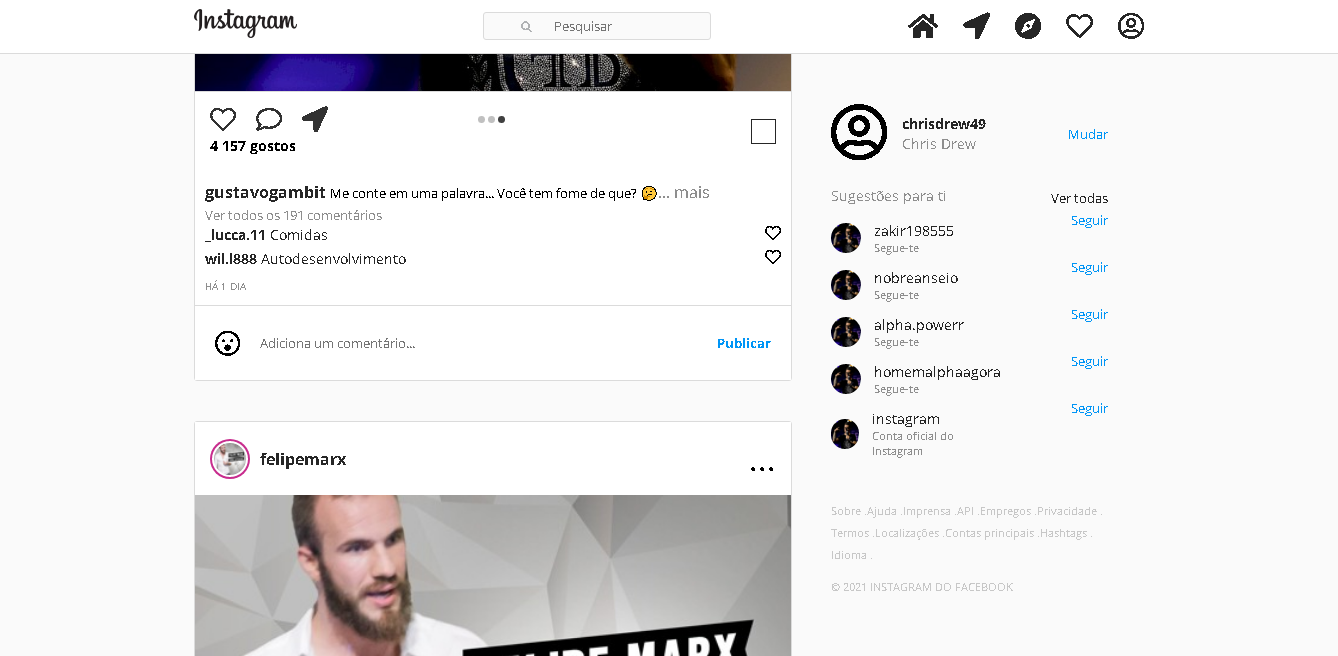 Instagram
Pesquisar
4 157 gostos
gustavogambit Me conte em uma palavra... Você tem fome de que? 🤔... mais
Ver todos os 191 comentários
_lucca.11 Comidas
wil.l888 Autodesenvolvimento
HÁ 1 DIA
Adiciona um comentário...
Publicar
felipemarx
MARX
chrisdrew49
Chris Drew
Mudar
Sugestões para ti
Ver todas
zakir198555
Segue-te
Seguir
nobreanseio
Segue-te
Seguir
alpha.powerr
Segue-te
Seguir
homemalphaagora
Segue-te
Seguir
instagram
Conta oficial do
Instagram
Seguir
Sobre .Ajuda .Imprensa .API .Empregos .Privacidade .
Termos .Localizações .Contas principais .Hashtags .
Idioma .
© 2021 INSTAGRAM DO FACEBOOK